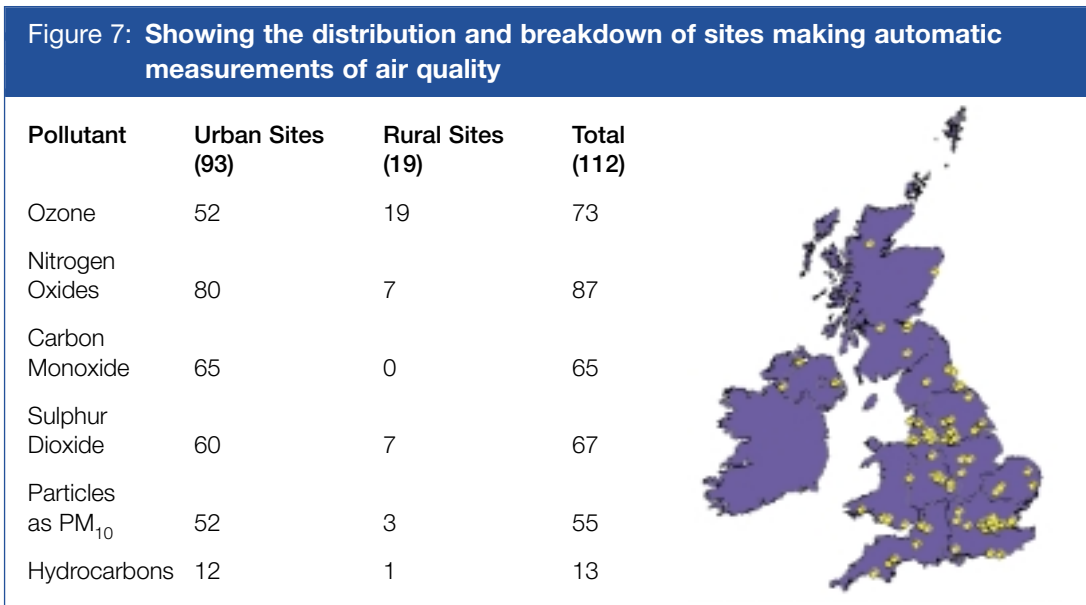 Figure 7: Showing the distribution and breakdown of sites making automatic
measurements of air quality
Pollutant Urban Sites Rural Sites Total
(93) (19) (112)
Ozone 52 19 73
Nitrogen
Oxides 80 7 87
Carbon
Monoxide 65 0 65
Sulphur
Dioxide 60 7 67
Particles
as PM10 52 3 55
Hydrocarbons 12 1 13